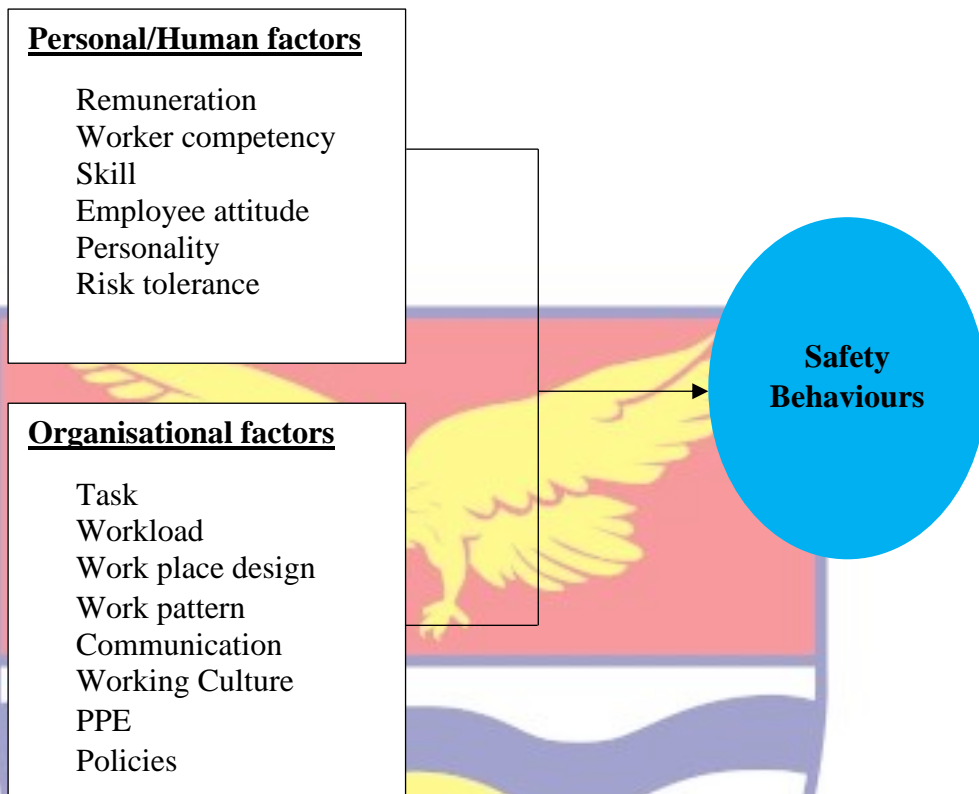 Personal/Human factors
Remuneration
Worker competency
Skill
Employee attitude
Personality
Risk tolerance
Organisational factors
Task
Workload
Work place design
Work pattern
Communication
Working Culture
PPE
Policies
Safety
Behaviours